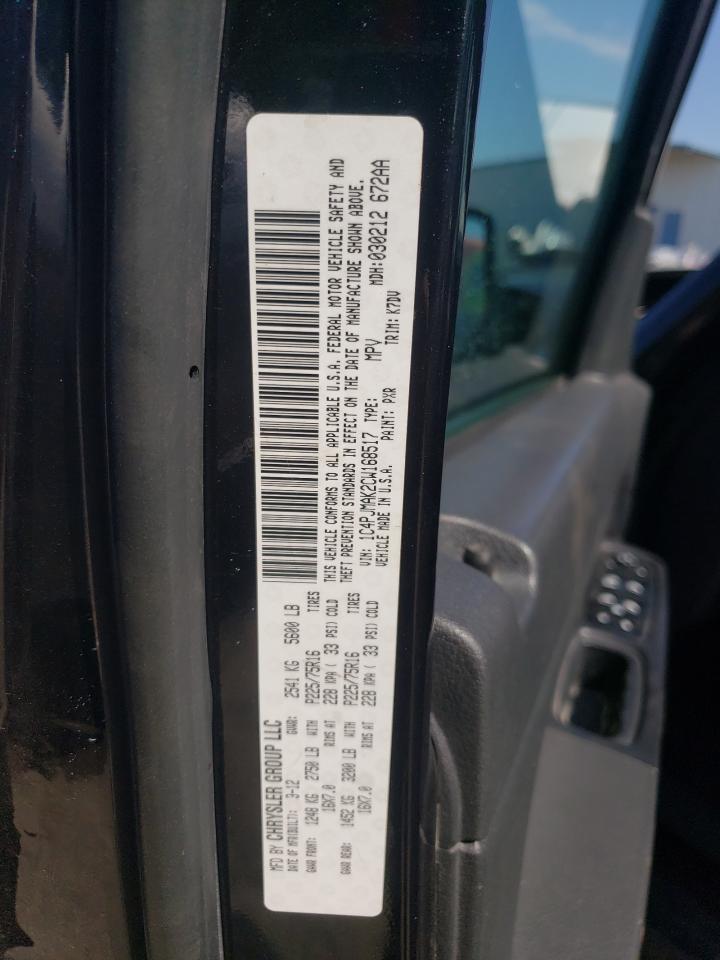 MFD BY CHRYSLER GROUP LLC
DATE OF MFR(BUILT): 3-12 GVWR: 2541 KG 5600 LB
GAWR FRONT: 1248 KG 2750 LB WITH P225/75R16 TIRES
16X7.0 RIMS AT 228 KPA ( 33 PSI) COLD
GAWR REAR: 1452 KG 3200 LB WITH P225/75R16 TIRES
16X7.0 RIMS AT 228 KPA ( 33 PSI) COLD
THIS VEHICLE CONFORMS TO ALL APPLICABLE U.S.A. FEDERAL MOTOR VEHICLE SAFETY AND
THEFT PREVENTION STANDARDS IN EFFECT ON THE DATE OF MANUFACTURE SHOWN ABOVE.
VIN: 1C4PJMAK2CW168517 TYPE: MPV MDH:030212 672AA
VEHICLE MADE IN U.S.A. PAINT: PXR TRIM: K7DV